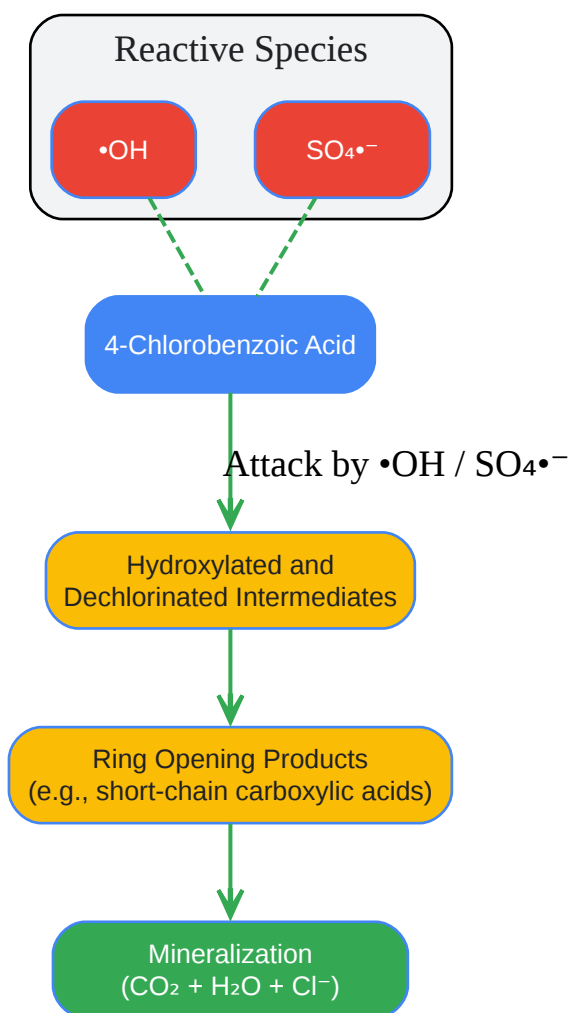 Reactive Species
•OH
SO₄•⁻
4-Chlorobenzoic Acid
Attack by •OH / SO₄•⁻
Hydroxylated and
Dechlorinated Intermediates
Ring Opening Products
(e.g., short-chain carboxylic acids)
Mineralization
(CO₂ + H₂O + Cl⁻)